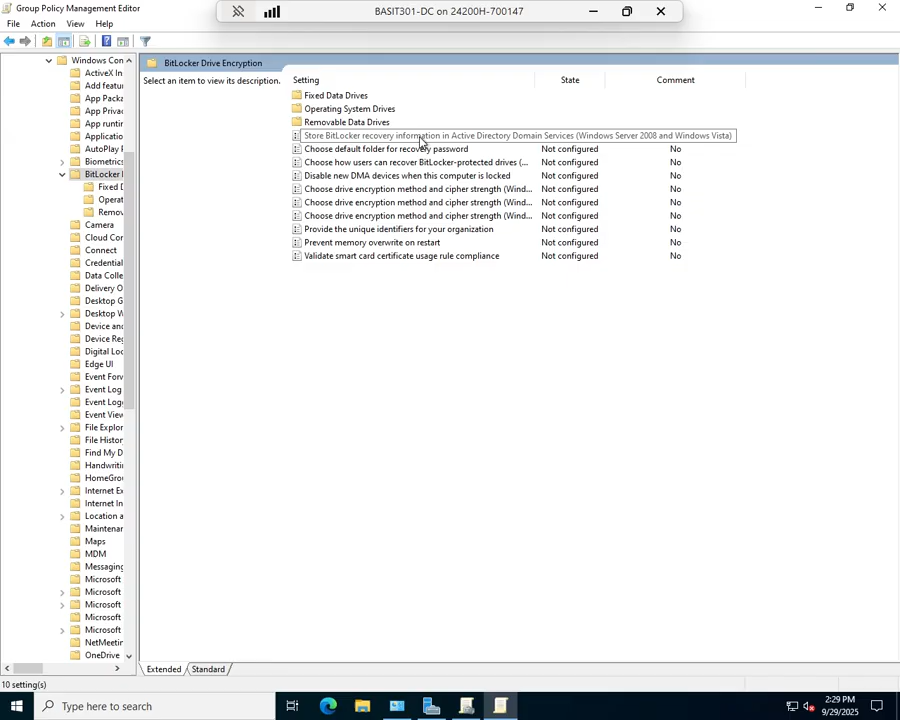 Group Policy Management Editor
BASIT301-DC on 24200H-700147
File Action View Help
Windows Con
ActiveX In
Add featu
App Packa
App Privac
App runtir
Applicatio
AutoPlay F
Biometrics
BitLocker I
Fixed D
Operat
Remov
Camera
Cloud Cor
Connect
Credential
Data Colle
Delivery O
Desktop G
Desktop W
Device and
Device Reg
Digital Loc
Edge UI
Event Forv
Event Log
Event Logg
Event View
File Explor
File History
Find My D
Handwriti
HomeGrou
Internet Ex
Internet In
Location a
Maintenar
Maps
MDM
Messaging
Microsoft
Microsoft
Microsoft
Microsoft
Microsoft
NetMeetin
OneDrive
BitLocker Drive Encryption
Select an item to view its description.
Setting State Comment
Fixed Data Drives
Operating System Drives
Removable Data Drives
Store BitLocker recovery information in Active Directory Domain Services (Windows Server 2008 and Windows Vista)
Choose default folder for recovery password Not configured No
Choose how users can recover BitLocker-protected drives (... Not configured No
Disable new DMA devices when this computer is locked Not configured No
Choose drive encryption method and cipher strength (Wind... Not configured No
Choose drive encryption method and cipher strength (Wind... Not configured No
Choose drive encryption method and cipher strength (Wind... Not configured No
Provide the unique identifiers for your organization Not configured No
Prevent memory overwrite on restart Not configured No
Validate smart card certificate usage rule compliance Not configured No
Extended Standard
10 setting(s)
Type here to search
2:29 PM
9/29/2025